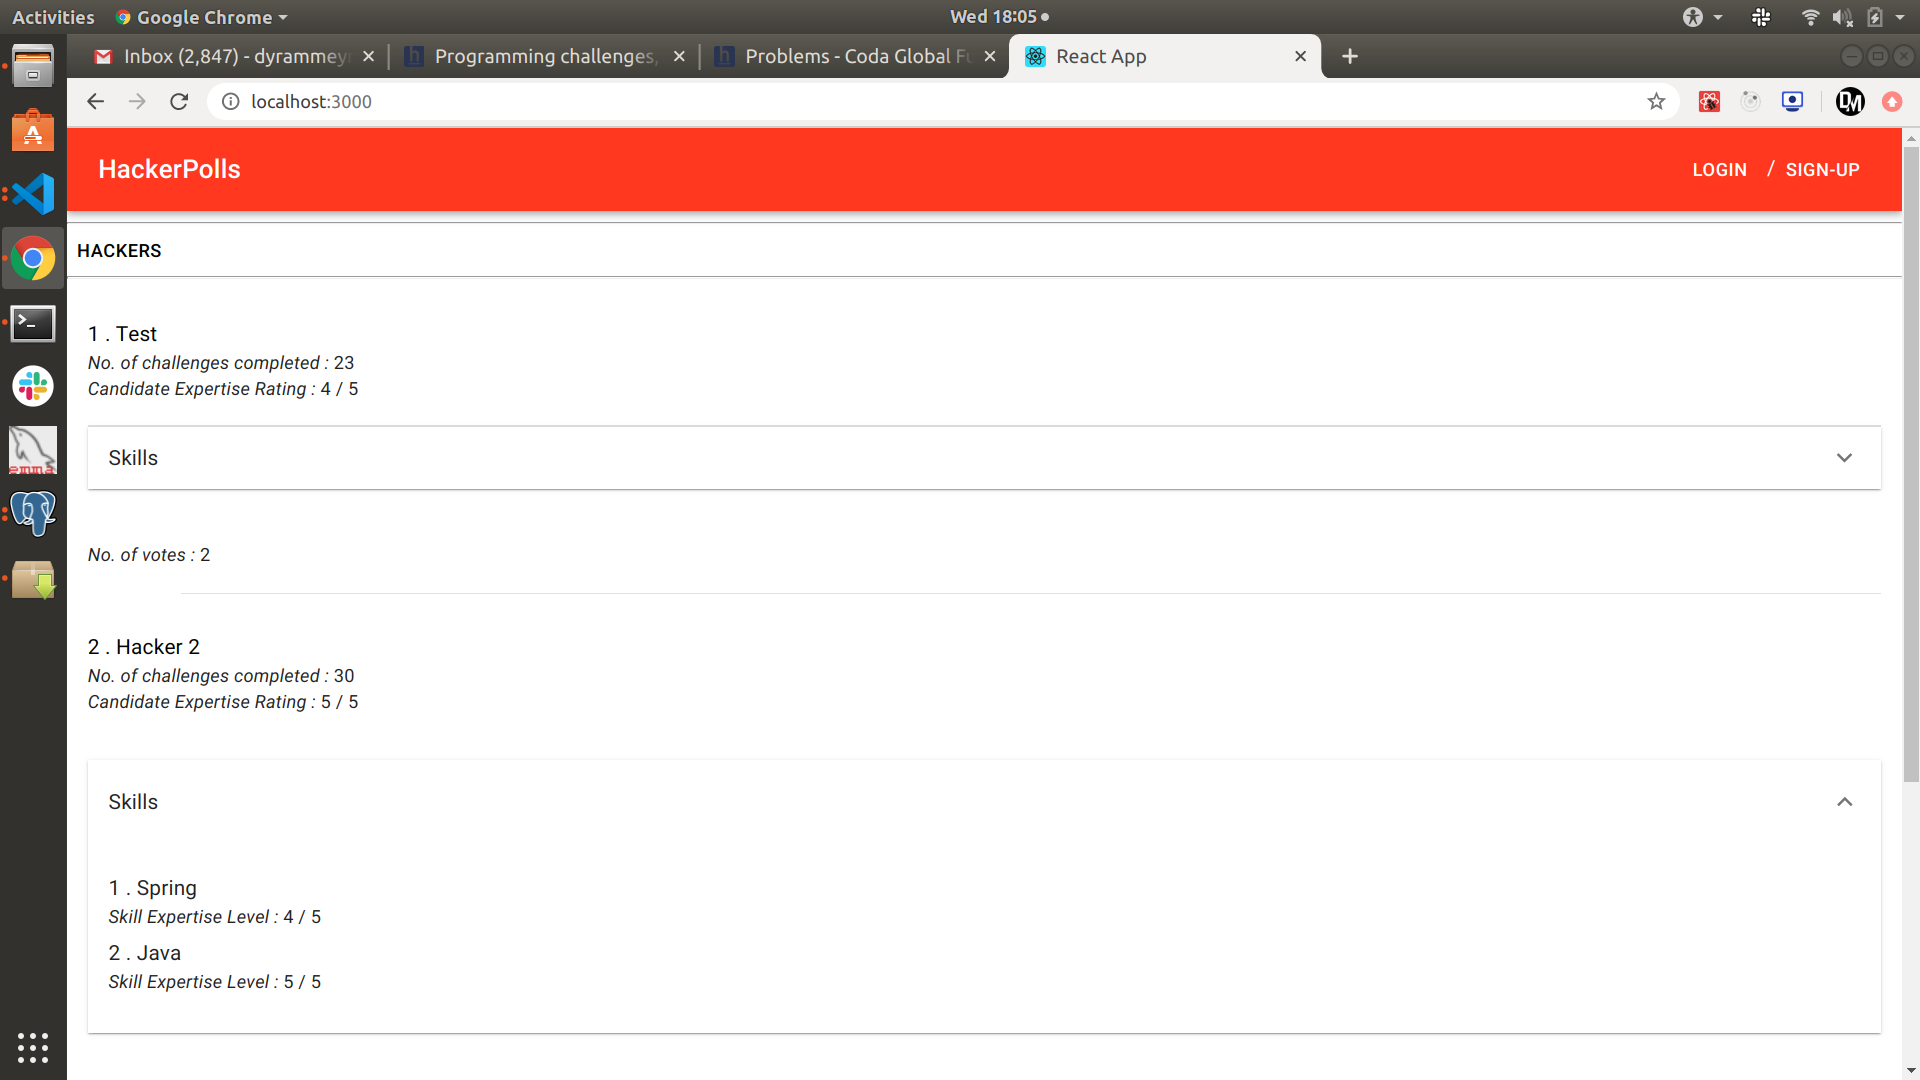 Activities Google Chrome Wed 18:05
Inbox (2,847) - dyrammey Programming challenges, Problems - Coda Global Fu React App
localhost:3000 DM
HackerPolls LOGIN / SIGN-UP
HACKERS
1 . Test
No. of challenges completed : 23
Candidate Expertise Rating : 4 / 5
Skills
No. of votes : 2
2 . Hacker 2
No. of challenges completed : 30
Candidate Expertise Rating : 5 / 5
Skills
1 . Spring
Skill Expertise Level : 4 / 5
2 . Java
Skill Expertise Level : 5 / 5
emma